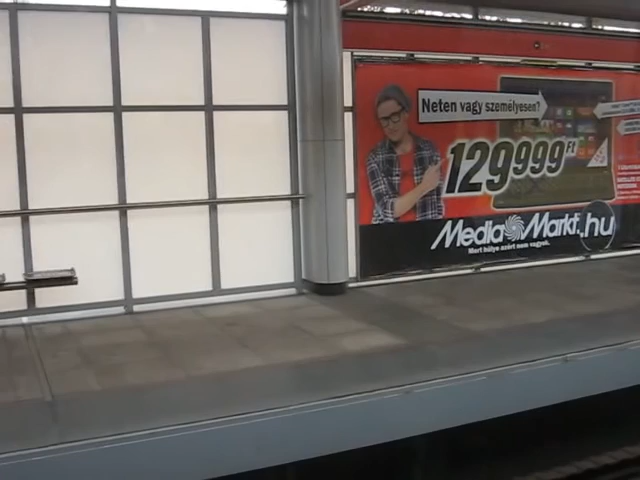 Neten vagy személyesen?
129999 Ft
MediaMarkt.hu
Mert hülye azért nem vagyok.